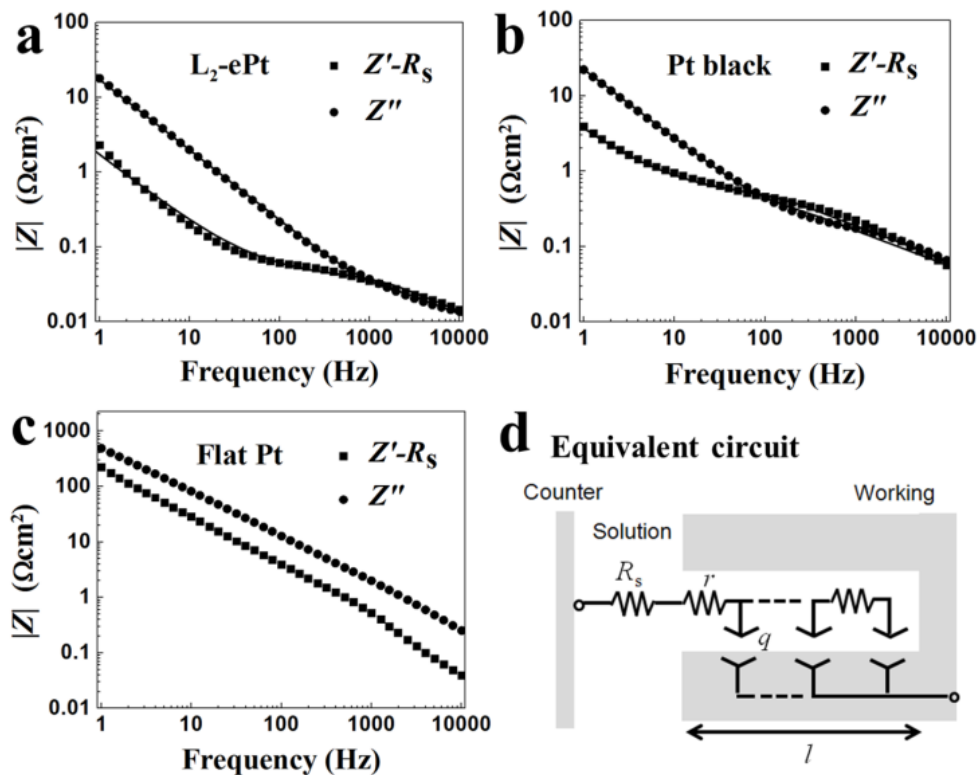 a
L₂-ePt
Z'-Rs
Z''
|Z| (Ωcm²)
100
10
1
0.1
0.01
1 10 100 1000 10000
Frequency (Hz)
b
Pt black
Z'-Rs
Z''
|Z| (Ωcm²)
100
10
1
0.1
0.01
1 10 100 1000 10000
Frequency (Hz)
c
Flat Pt
Z'-Rs
Z''
|Z| (Ωcm²)
1000
100
10
1
0.1
0.01
1 10 100 1000 10000
Frequency (Hz)
d Equivalent circuit
Counter
Working
Solution
Rs
r
q
l